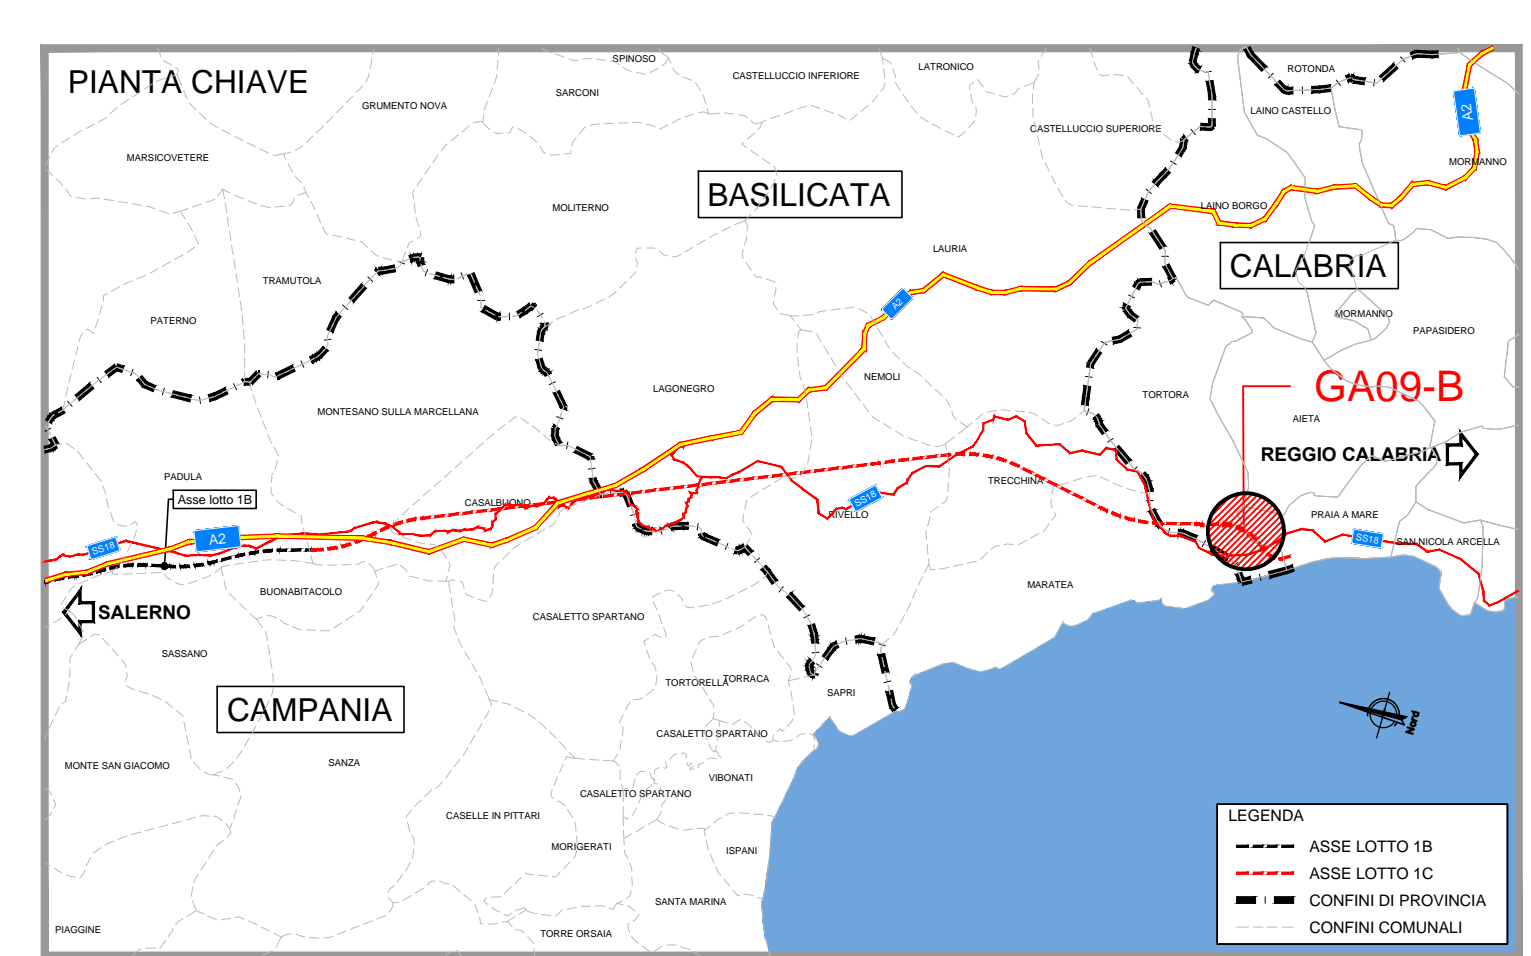 PIANTA CHIAVE
SPINOSO
CASTELLUCCIO INFERIORE
LATRONICO
ROTONDA
GRUMENTO NOVA
SARCONI
LAINO CASTELLO
A2
CASTELLUCCIO SUPERIORE
MARSICOVETERE
MORMANNO
BASILICATA
MOLITERNO
LAINO BORGO
LAURIA
CALABRIA
TRAMUTOLA
A2
MORMANNO
PATERNO
PAPASIDERO
NEMOLI
LAGONEGRO
TORTORA
GA09-B
MONTESANO SULLA MARCELLANA
AIETA
REGGIO CALABRIA
PADULA
TRECCHINA
Asse lotto 1B
CASALBUONO
SS18
RIVELLO
PRAIA A MARE
SS18
A2
SS18
SAN NICOLA ARCELLA
BUONABITACOLO
MARATEA
SALERNO
CASALETTO SPARTANO
SASSANO
TORTORELLA
TORRACA
SAPRI
CAMPANIA
Nord
CASALETTO SPARTANO
MONTE SAN GIACOMO
SANZA
VIBONATI
CASALETTO SPARTANO
CASELLE IN PITTARI
LEGENDA
MORIGERATI
ISPANI
ASSE LOTTO 1B
ASSE LOTTO 1C
SANTA MARINA
CONFINI DI PROVINCIA
PIAGGINE
TORRE ORSAIA
CONFINI COMUNALI